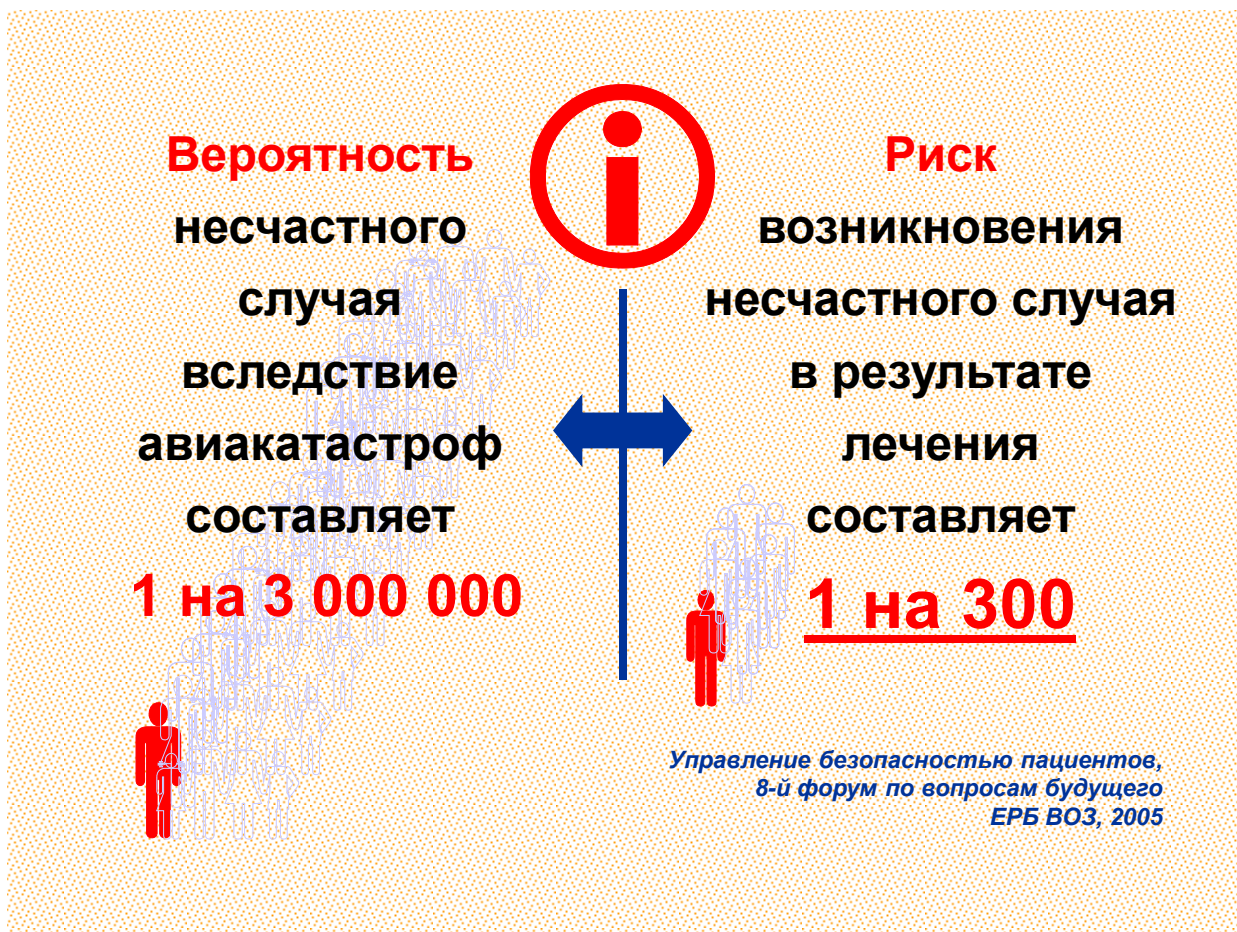 Вероятность
несчастного
случая
вследствие
авиакатастроф
составляет
1 на 3 000 000
Риск
возникновения
несчастного случая
в результате
лечения
составляет
1 на 300
Управление безопасностью пациентов,
8-й форум по вопросам будущего
ЕРБ ВОЗ, 2005